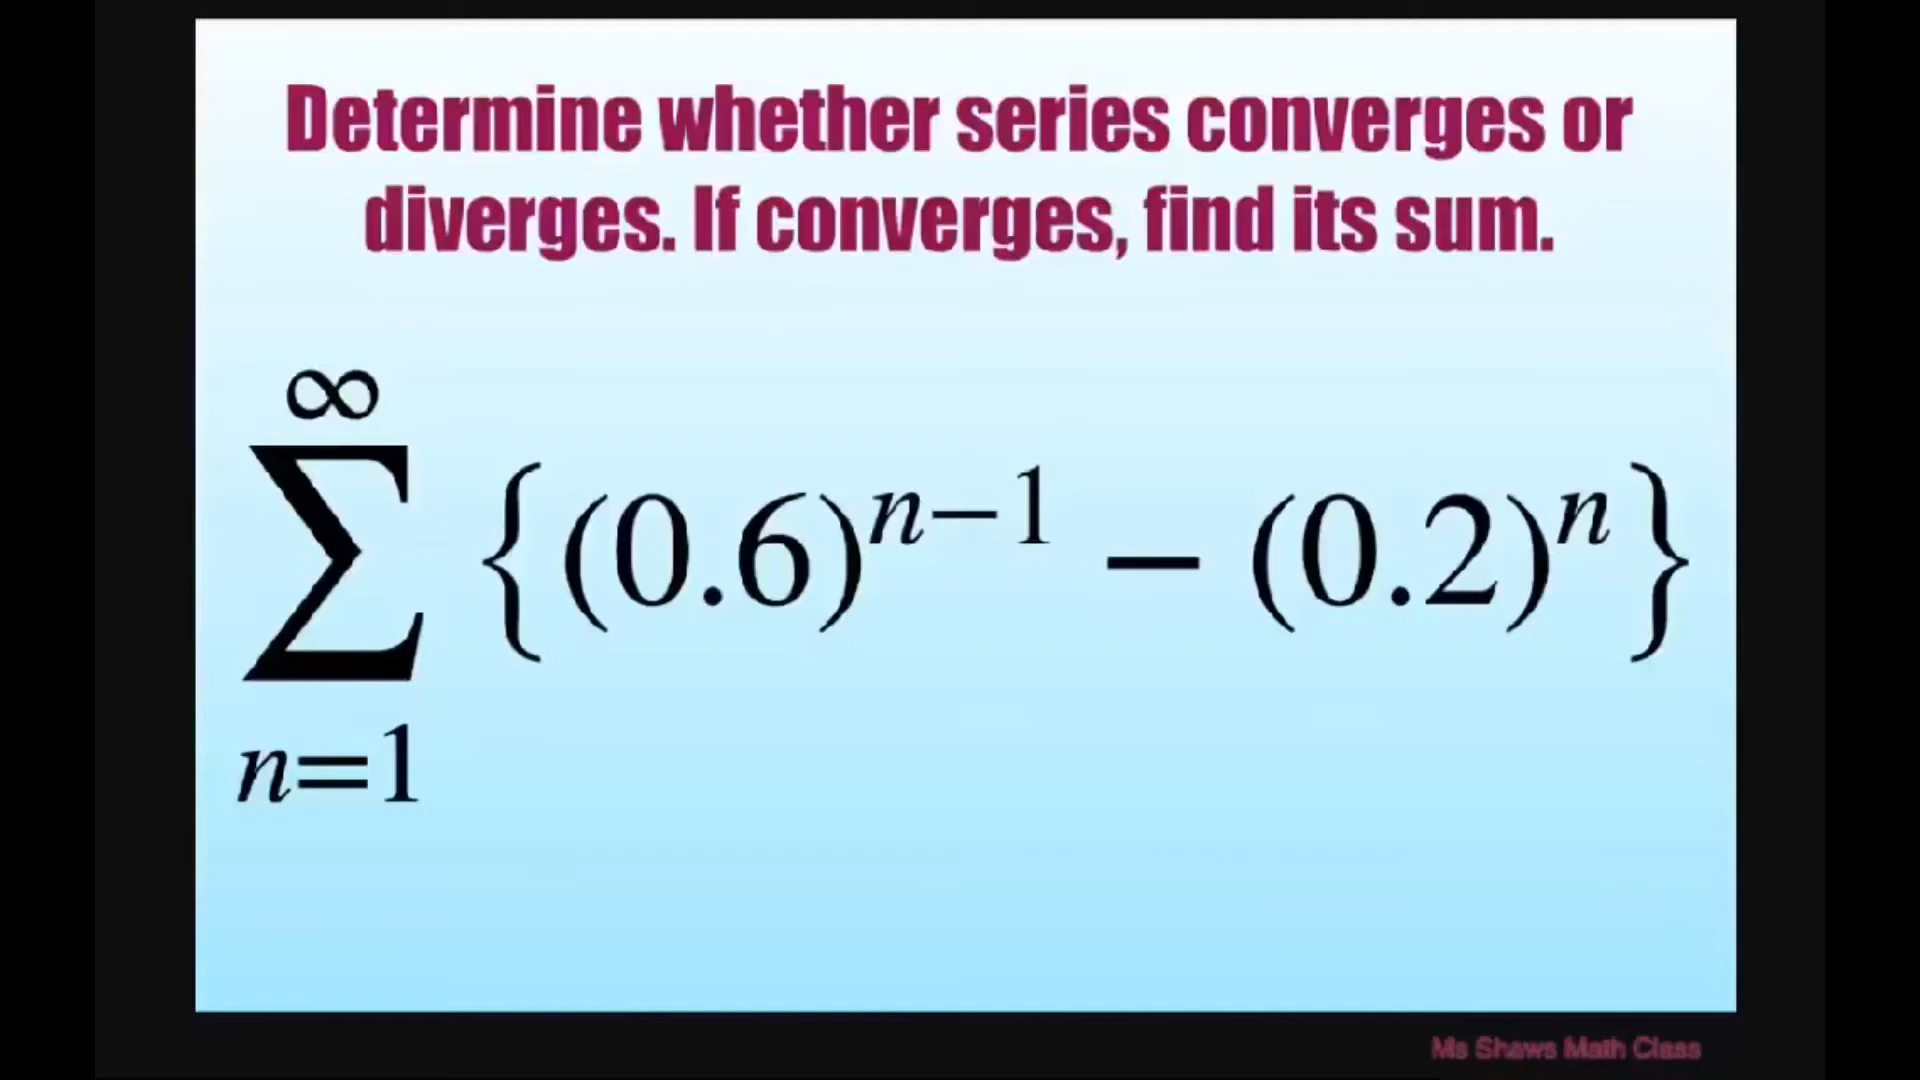 Determine whether series converges or
diverges. If converges, find its sum.
∞
∑ {(0.6)ⁿ⁻¹ − (0.2)ⁿ}
n=1
Ms Shaws Math Class